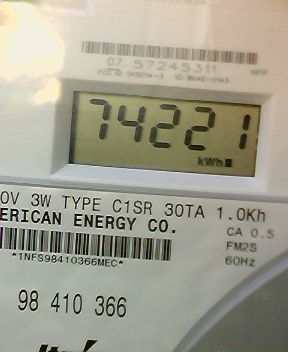 07 57245311
74221
kWh
0V 3W TYPE C1SR 30TA 1.0Kh
ERICAN ENERGY CO.
CA 0.5
FM2S
*1NFS98410366MEC*
60Hz
98 410 366